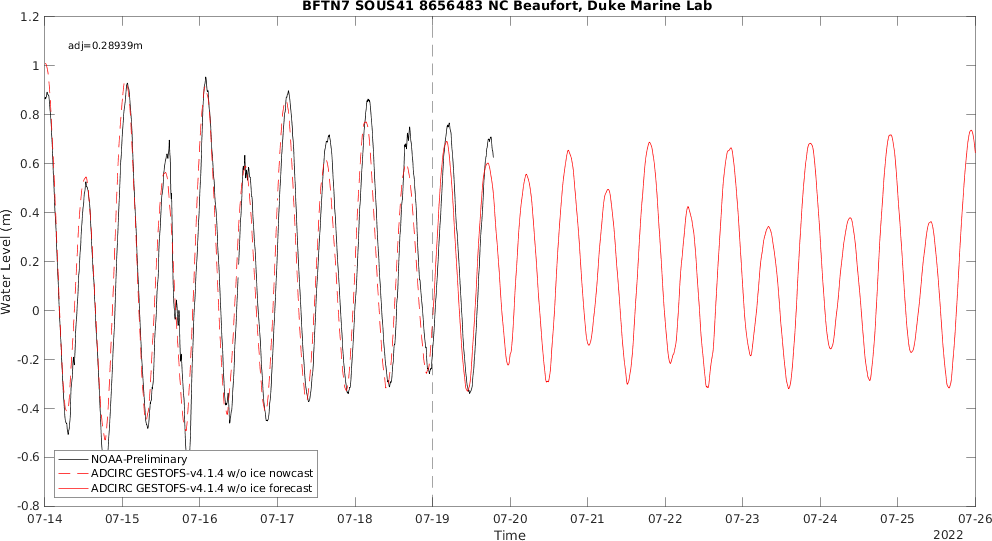 BFTN7 SOUS41 8656483 NC Beaufort, Duke Marine Lab
adj=0.28939m
Water Level (m)
1.2
1
0.8
0.6
0.4
0.2
0
-0.2
-0.4
-0.6
-0.8
NOAA-Preliminary
ADCIRC GESTOFS-v4.1.4 w/o ice nowcast
ADCIRC GESTOFS-v4.1.4 w/o ice forecast
07-14 07-15 07-16 07-17 07-18 07-19 07-20 07-21 07-22 07-23 07-24 07-25 07-26
Time
2022